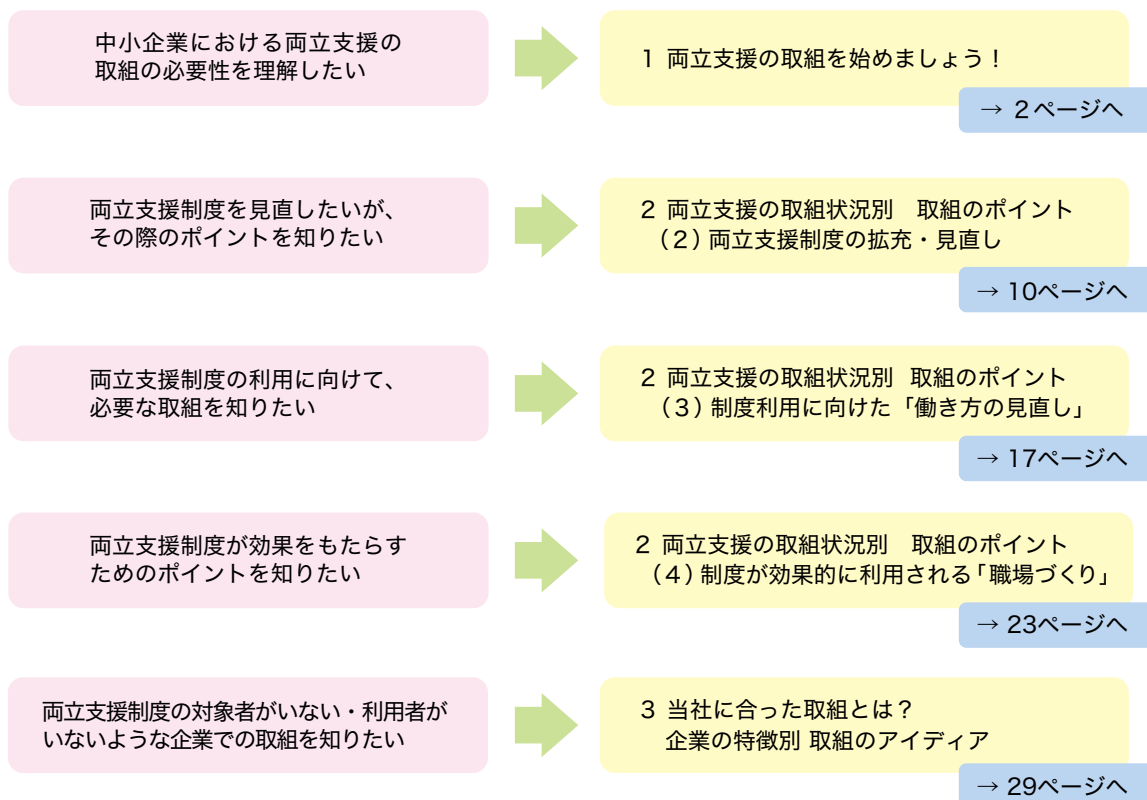 中小企業における両立支援の
取組の必要性を理解したい
1 両立支援の取組を始めましょう！
→ 2ページへ
両立支援制度を見直したいが、
その際のポイントを知りたい
2 両立支援の取組状況別　取組のポイント
（2）両立支援制度の拡充・見直し
→ 10ページへ
両立支援制度の利用に向けて、
必要な取組を知りたい
2 両立支援の取組状況別 取組のポイント
（3）制度利用に向けた「働き方の見直し」
→ 17ページへ
両立支援制度が効果をもたらす
ためのポイントを知りたい
2 両立支援の取組状況別　取組のポイント
（4）制度が効果的に利用される「職場づくり」
→ 23ページへ
両立支援制度の対象者がいない・利用者が
いないような企業での取組を知りたい
3 当社に合った取組とは？
企業の特徴別 取組のアイディア
→ 29ページへ